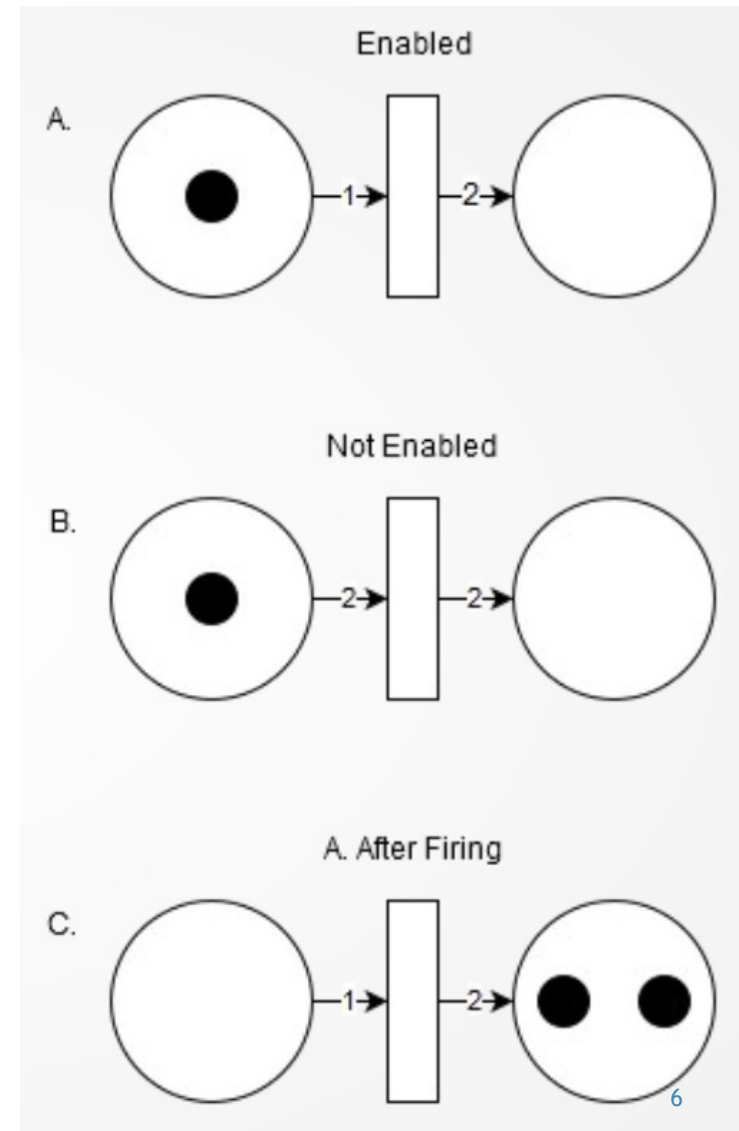 Enabled
A.
1 2
Not Enabled
B.
2 2
A. After Firing
C.
1 2
6